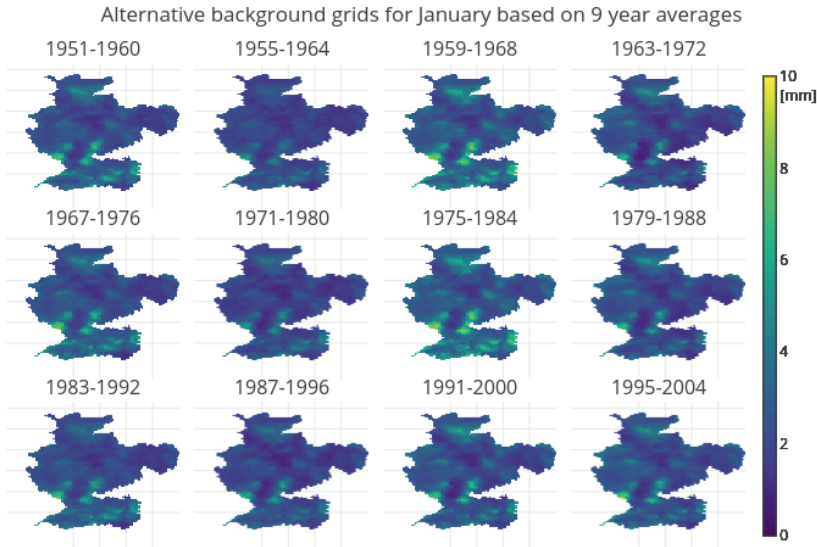 Alternative background grids for January based on 9 year averages
1951-1960 1955-1964 1959-1968 1963-1972
10
[mm]
8
1967-1976 1971-1980 1975-1984 1979-1988
6
4
1983-1992 1987-1996 1991-2000 1995-2004
2
0